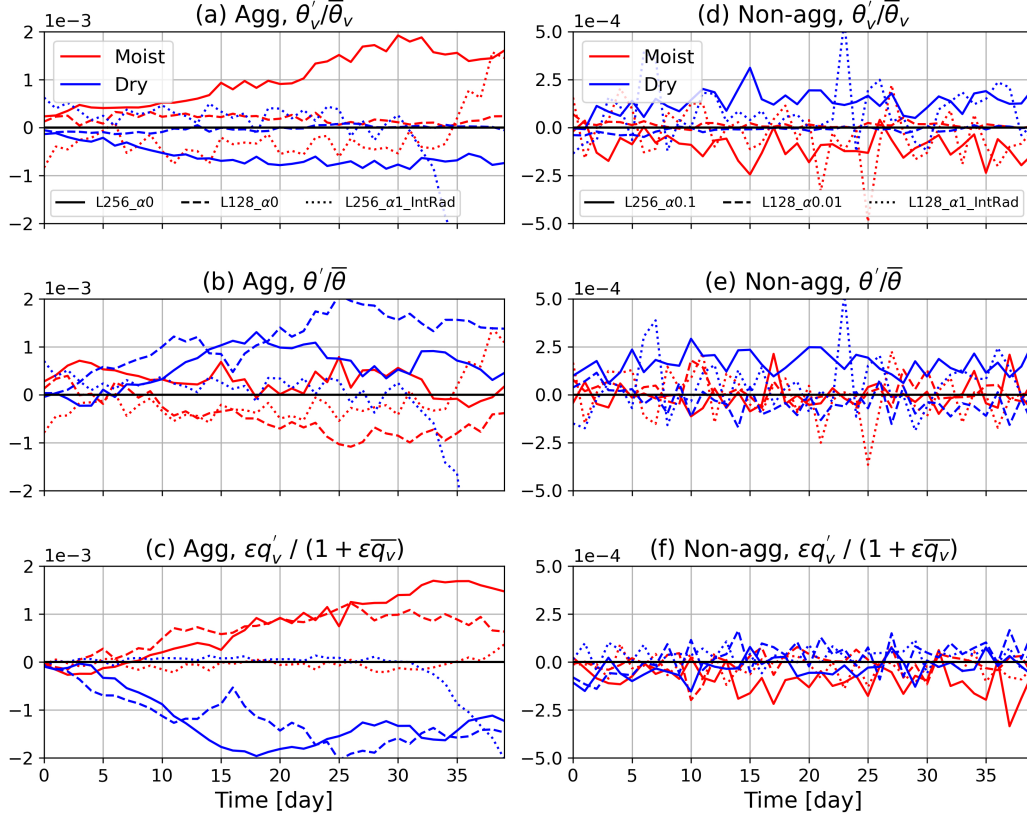 (a) Agg, θ′v/θ̅v
1e−3
2
1
0
−1
−2
Moist
Dry
L256_α0 L128_α0 L256_α1_IntRad
(d) Non-agg, θ′v/θ̅v
1e−4
5.0
2.5
0.0
−2.5
−5.0
Moist
Dry
L256_α0.1 L128_α0.01 L128_α1_IntRad
(b) Agg, θ′/θ̅
1e−3
2
1
0
−1
−2
(e) Non-agg, θ′/θ̅
1e−4
5.0
2.5
0.0
−2.5
−5.0
(c) Agg, εq′v / (1 + εq̅v̅)
1e−3
2
1
0
−1
−2
0 5 10 15 20 25 30 35
Time [day]
(f) Non-agg, εq′v / (1 + εq̅v̅)
1e−4
5.0
2.5
0.0
−2.5
−5.0
0 5 10 15 20 25 30 35
Time [day]